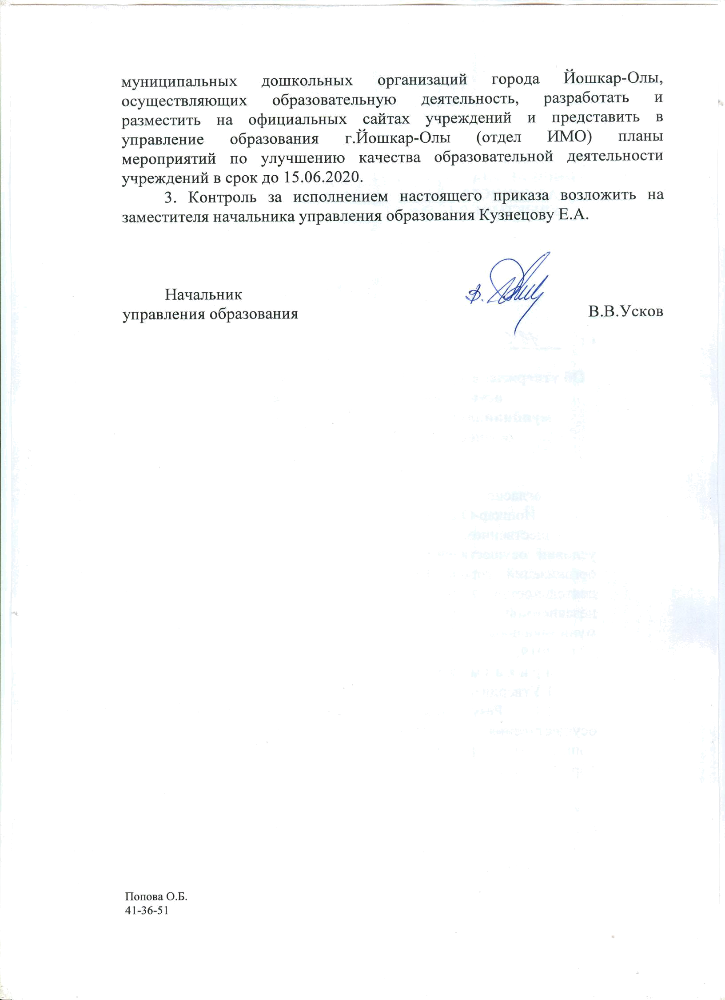 муниципальных дошкольных организаций города Йошкар-Олы,
осуществляющих образовательную деятельность, разработать и
разместить на официальных сайтах учреждений и представить в
управление образования г.Йошкар-Олы (отдел ИМО) планы
мероприятий по улучшению качества образовательной деятельности
учреждений в срок до 15.06.2020.
3. Контроль за исполнением настоящего приказа возложить на
заместителя начальника управления образования Кузнецову Е.А.
Начальник
управления образования В.В.Усков
Попова О.Б.
41-36-51